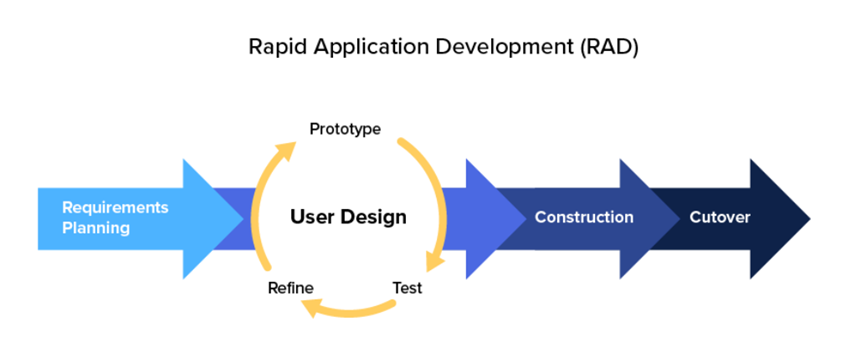 Rapid Application Development (RAD)
Prototype
Requirements
Planning
User Design
Construction
Cutover
Refine
Test